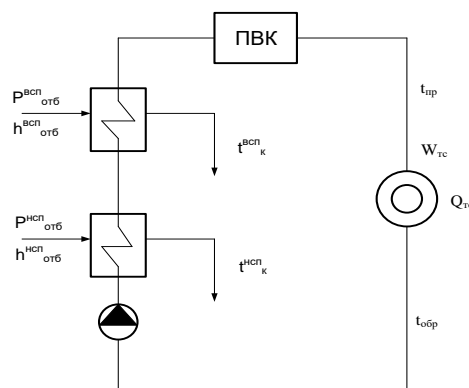 ПВК
P^всп_отб
h^всп_отб
t^всп_к
t_пр
W_тс
Q_тс
P^нсп_отб
h^нсп_отб
t^нсп_к
t_обр